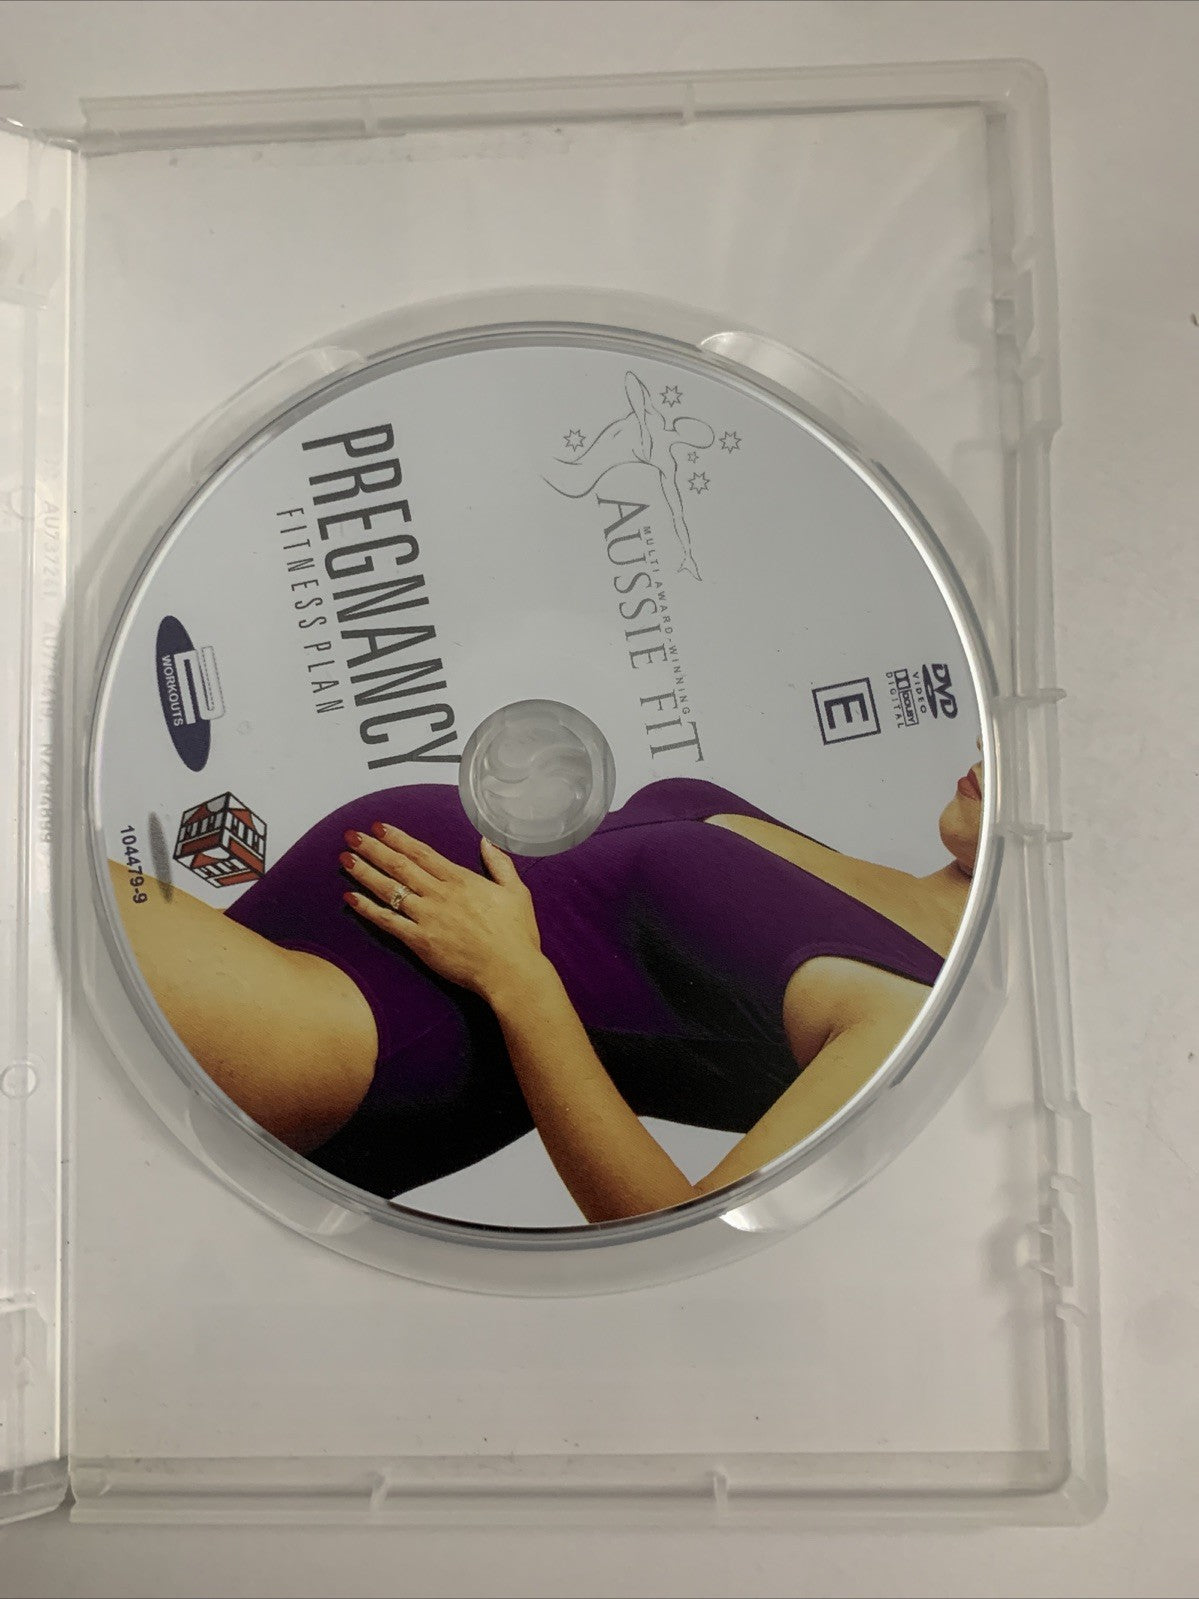 MULTI AWARD-WINNING
AUSSIE FIT
PREGNANCY
FITNESS PLAN
E
DVD
VIDEO
DOLBY
DIGITAL
WORKOUTS
104479-9